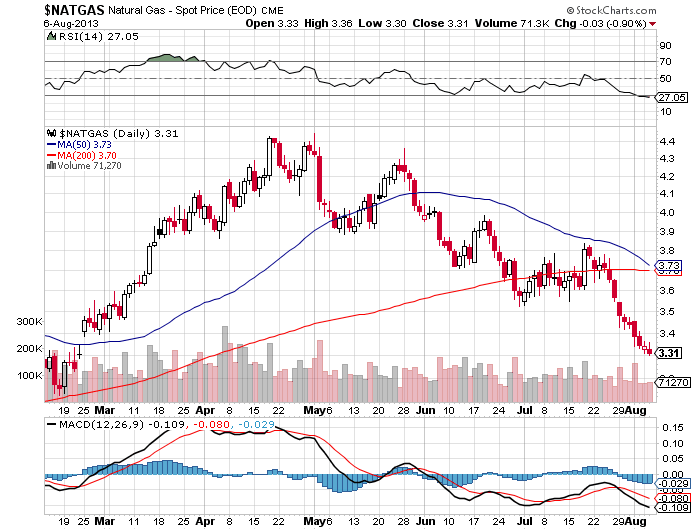 $NATGAS Natural Gas - Spot Price (EOD) CME © StockCharts.com
6-Aug-2013 Open 3.33 High 3.36 Low 3.30 Close 3.31 Volume 71.3K Chg -0.03 (-0.90%)
RSI(14) 27.05
90
70
50
27.05
$NATGAS (Daily) 3.31
MA(50) 3.73
MA(200) 3.70
Volume 71,270
4.4
4.3
4.2
4.1
4.0
3.9
3.8
3.73
3.70
3.6
3.5
3.4
3.31
71270
300K
200K
100K
19 25 Mar 11 18 25 Apr 8 15 22 May 6 13 20 28 Jun 10 17 24 Jul 8 15 22 29 Aug
MACD(12,26,9) -0.109, -0.080, -0.029
0.15
0.10
0.05
0.00
-0.029
-0.080
-0.109
19 25 Mar 11 18 25 Apr 8 15 22 May 6 13 20 28 Jun 10 17 24 Jul 8 15 22 29 Aug